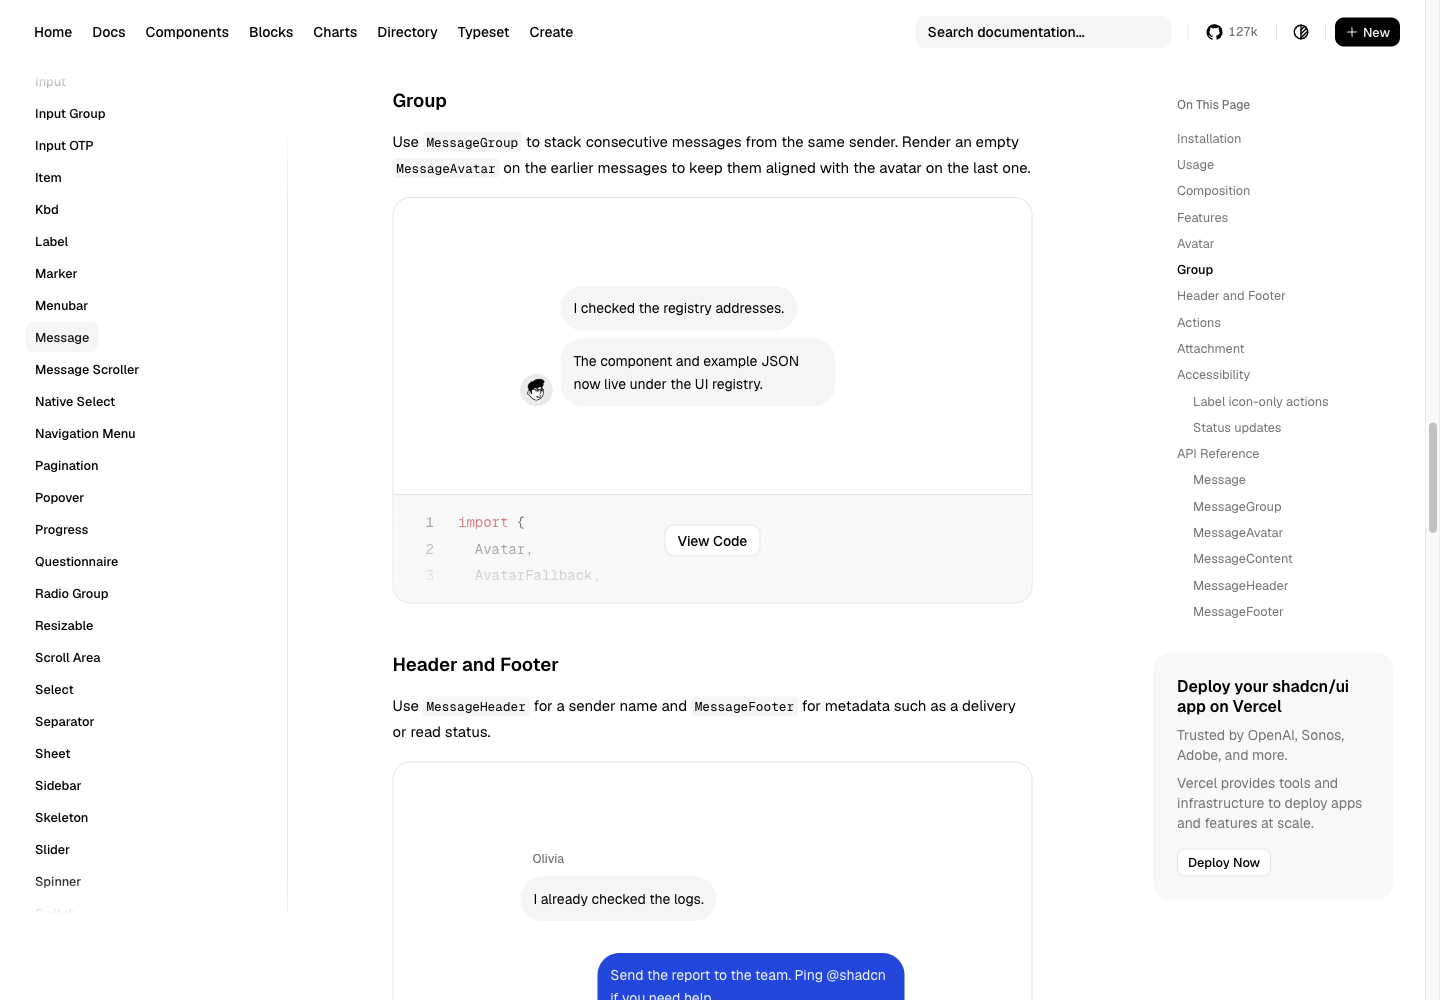 Home Docs Components Blocks Charts Directory Typeset Create
Search documentation...
127k
New
Input
Input Group
Input OTP
Item
Kbd
Label
Marker
Menubar
Message
Message Scroller
Native Select
Navigation Menu
Pagination
Popover
Progress
Questionnaire
Radio Group
Resizable
Scroll Area
Select
Separator
Sheet
Sidebar
Skeleton
Slider
Spinner
Switch
Group
Use MessageGroup to stack consecutive messages from the same sender. Render an empty
MessageAvatar on the earlier messages to keep them aligned with the avatar on the last one.
I checked the registry addresses.
The component and example JSON
now live under the UI registry.
1 import {
2 Avatar,
3 AvatarFallback,
View Code
Header and Footer
Use MessageHeader for a sender name and MessageFooter for metadata such as a delivery
or read status.
Olivia
I already checked the logs.
Send the report to the team. Ping @shadcn
if you need help.
On This Page
Installation
Usage
Composition
Features
Avatar
Group
Header and Footer
Actions
Attachment
Accessibility
Label icon-only actions
Status updates
API Reference
Message
MessageGroup
MessageAvatar
MessageContent
MessageHeader
MessageFooter
Deploy your shadcn/ui
app on Vercel
Trusted by OpenAI, Sonos,
Adobe, and more.
Vercel provides tools and
infrastructure to deploy apps
and features at scale.
Deploy Now